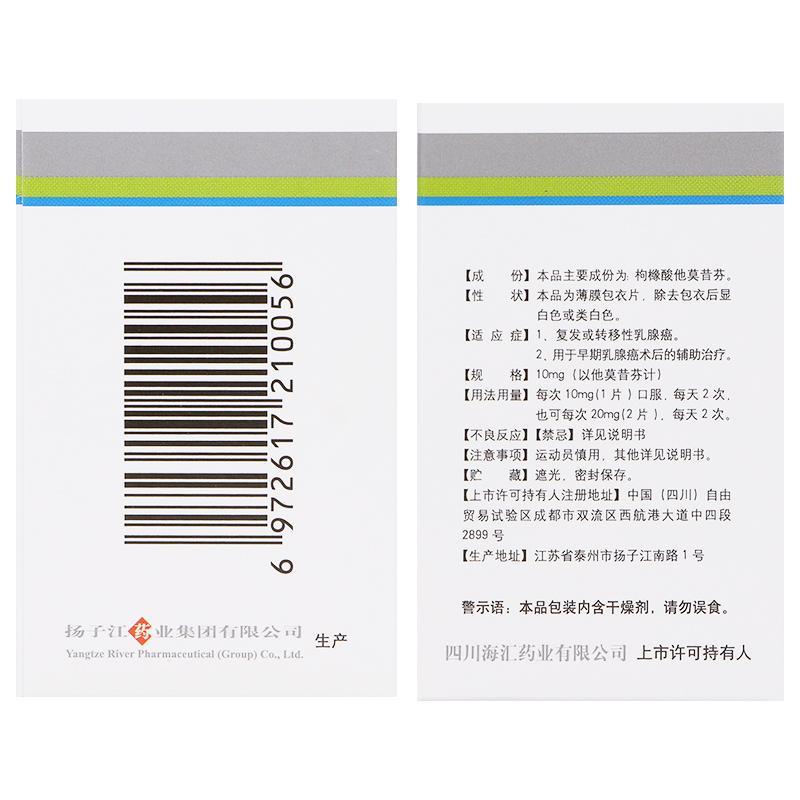 6 972617 210056
扬子江药业集团有限公司 生产
Yangtze River Pharmaceutical (Group) Co., Ltd.
【成 份】本品主要成份为:枸橼酸他莫昔芬。
【性 状】本品为薄膜包衣片，除去包衣后显
白色或类白色。
【适 应 症】1、复发或转移性乳腺癌。
2、用于早期乳腺癌术后的辅助治疗。
【规 格】10mg（以他莫昔芬计）
【用法用量】每次10mg(1片)口服，每天2次，
也可每次20mg(2片)，每天2次。
【不良反应】【禁忌】详见说明书
【注意事项】运动员慎用，其他详见说明书。
【贮 藏】遮光，密封保存。
【上市许可持有人注册地址】中国（四川）自由
贸易试验区成都市双流区西航港大道中四段
2899号
【生产地址】江苏省泰州市扬子江南路1号
警示语：本品包装内含干燥剂，请勿误食。
四川海汇药业有限公司 上市许可持有人